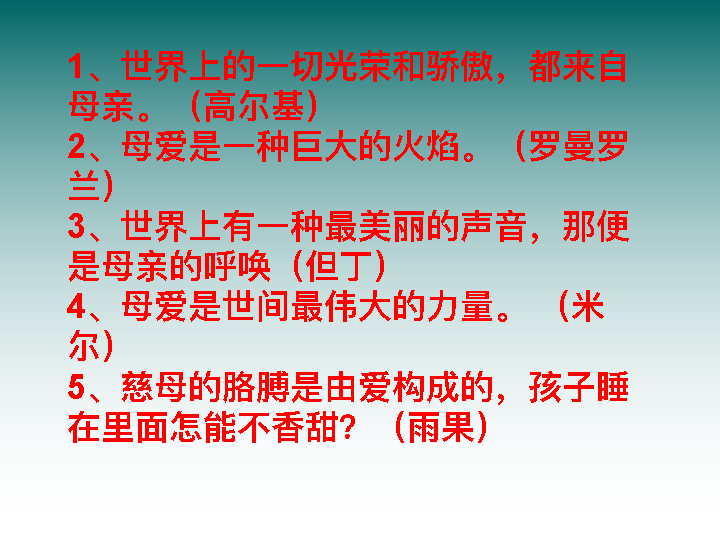 1、世界上的一切光荣和骄傲，都来自
母亲。（高尔基）
2、母爱是一种巨大的火焰。（罗曼罗
兰）
3、世界上有一种最美丽的声音，那便
是母亲的呼唤（但丁）
4、母爱是世间最伟大的力量。 （米
尔）
5、慈母的胳膊是由爱构成的，孩子睡
在里面怎能不香甜？（雨果）